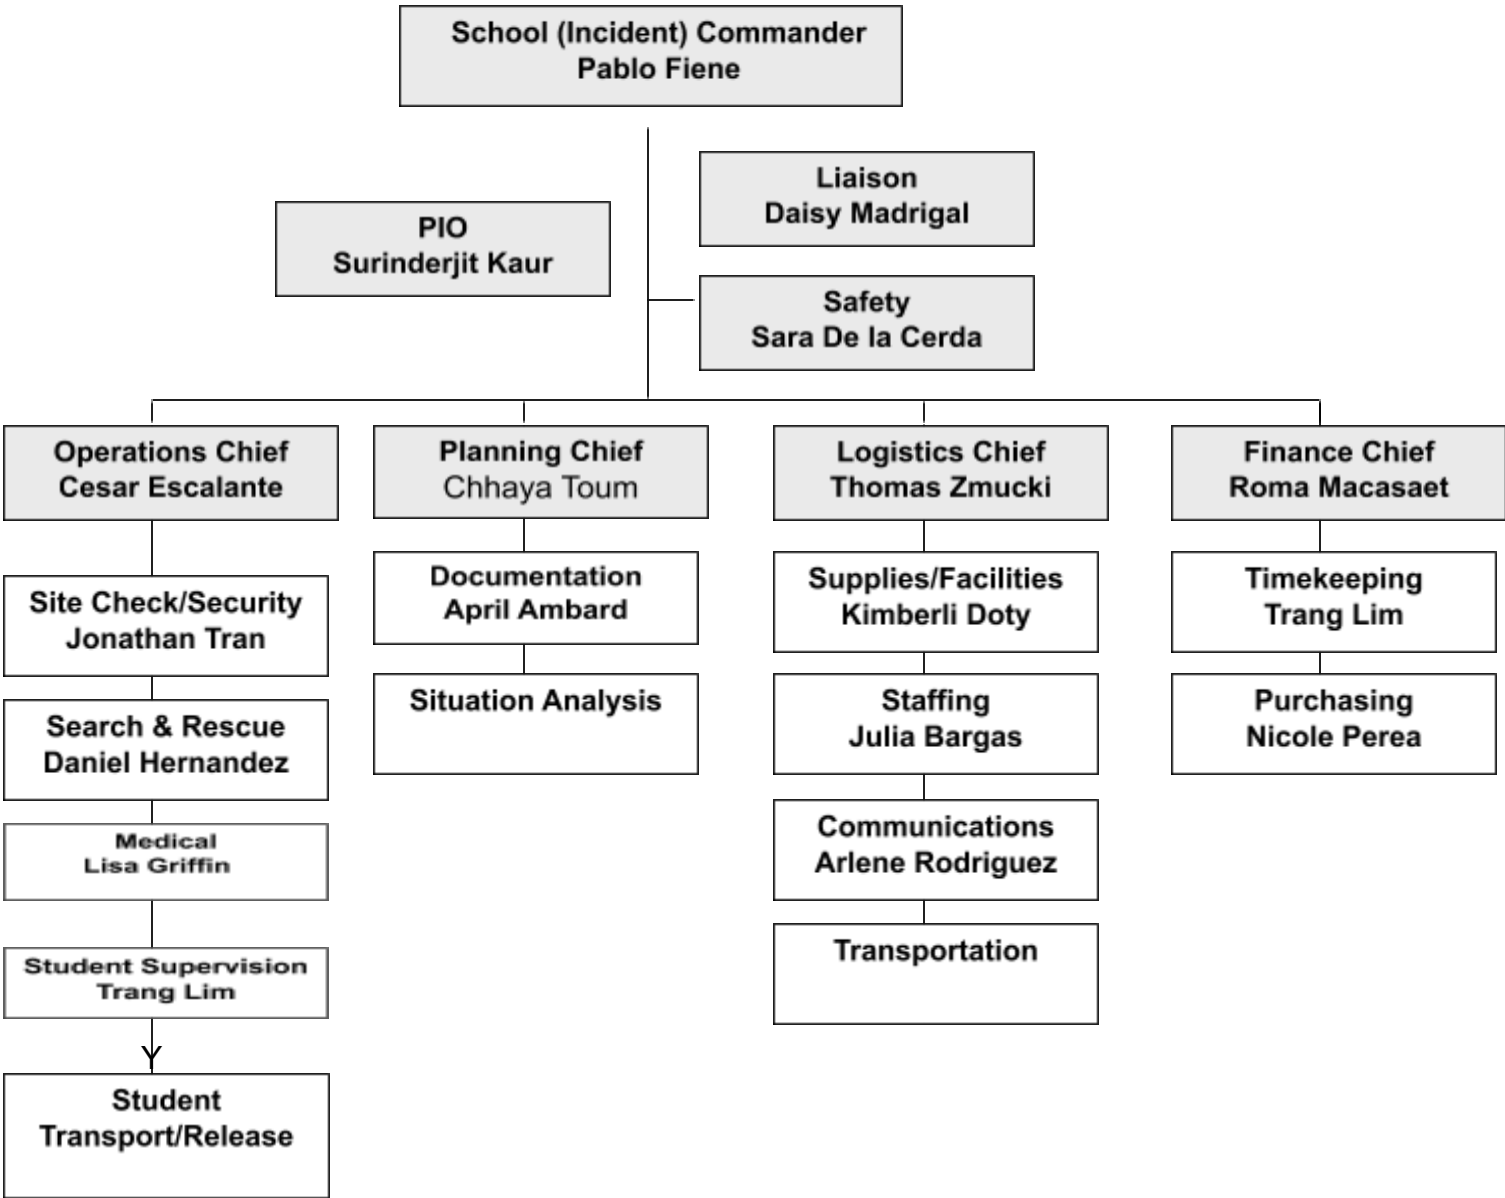 School (Incident) Commander
Pablo Fiene
Liaison
Daisy Madrigal
PIO
Surinderjit Kaur
Safety
Sara De la Cerda
Operations Chief
Cesar Escalante
Planning Chief
Chhaya Toum
Logistics Chief
Thomas Zmucki
Finance Chief
Roma Macasaet
Site Check/Security
Jonathan Tran
Search & Rescue
Daniel Hernandez
Medical
Lisa Griffin
Student Supervision
Trang Lim
Y
Student
Transport/Release
Documentation
April Ambard
Situation Analysis
Supplies/Facilities
Kimberli Doty
Staffing
Julia Bargas
Communications
Arlene Rodriguez
Transportation
Timekeeping
Trang Lim
Purchasing
Nicole Perea